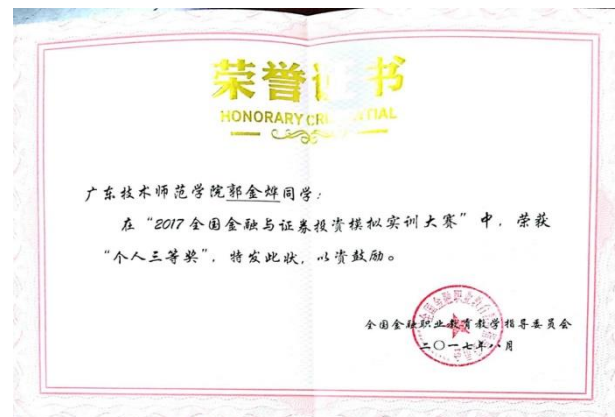 荣誉证书
HONORARY CREDENTIAL
广东技术师范学院郭金烨同学：
在“2017全国金融与证券投资模拟实训大赛”中，荣获
“个人三等奖”，特发此状，以资鼓励。
全国金融职业教育教学指导委员会
二〇一七年八月